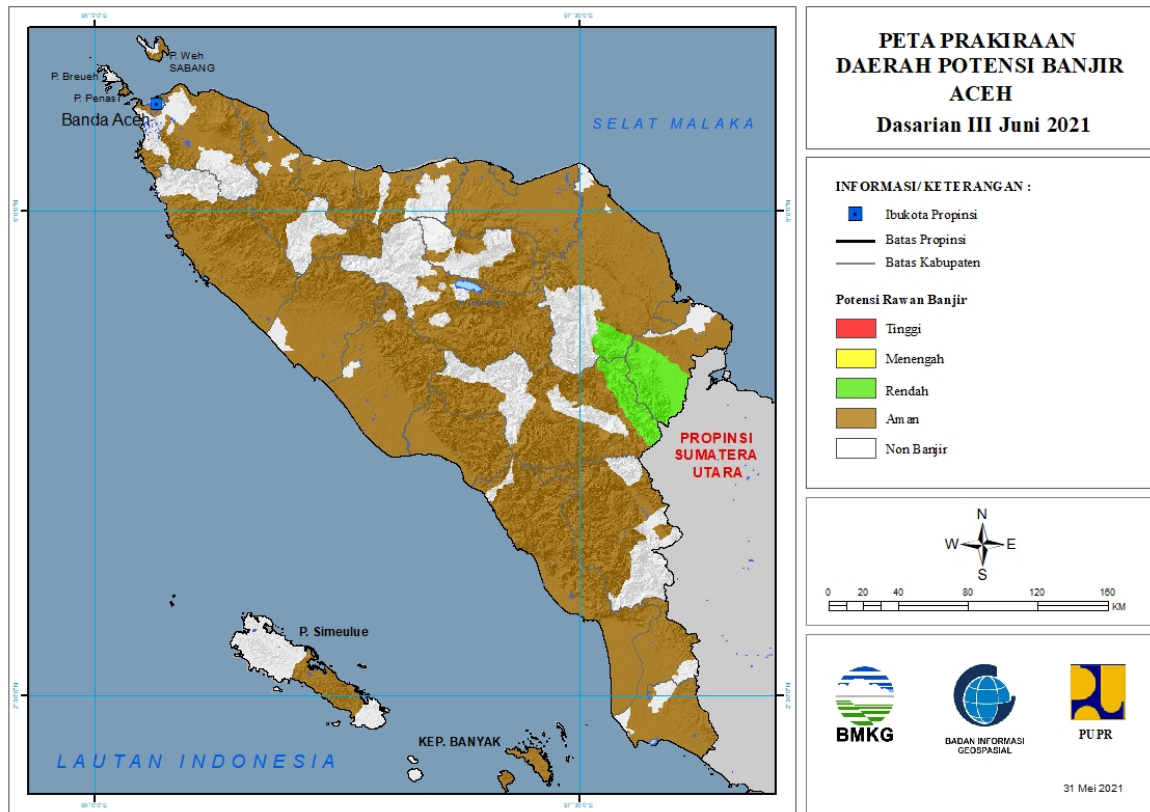 PETA PRAKIRAAN
DAERAH POTENSI BANJIR
ACEH
Dasarian III Juni 2021
INFORMASI/ KETERANGAN :
Ibukota Propinsi
Batas Propinsi
Batas Kabupaten
Potensi Rawan Banjir
Tinggi
Menengah
Rendah
Aman
Non Banjir
N
W E
S
0 20 40 80 120 160
KM
BMKG
BADAN INFORMASI
GEOSPASIAL
PUPR
31 Mei 2021
P. Weh
SABANG
P. Breueh
P. Penasi
Banda Aceh
SELAT MALAKA
PROPINSI
SUMATERA
UTARA
P. Simeulue
KEP. BANYAK
LAUTAN INDONESIA